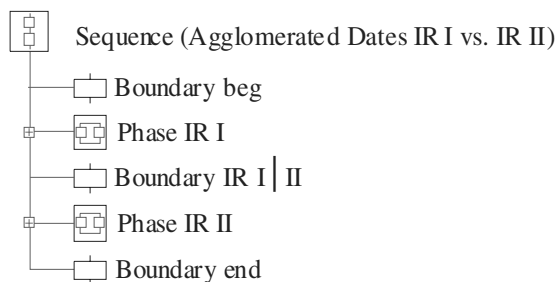 Sequence (Agglomerated Dates IR I vs. IR II)
Boundary beg
Phase IR I
Boundary IR I | II
Phase IR II
Boundary end